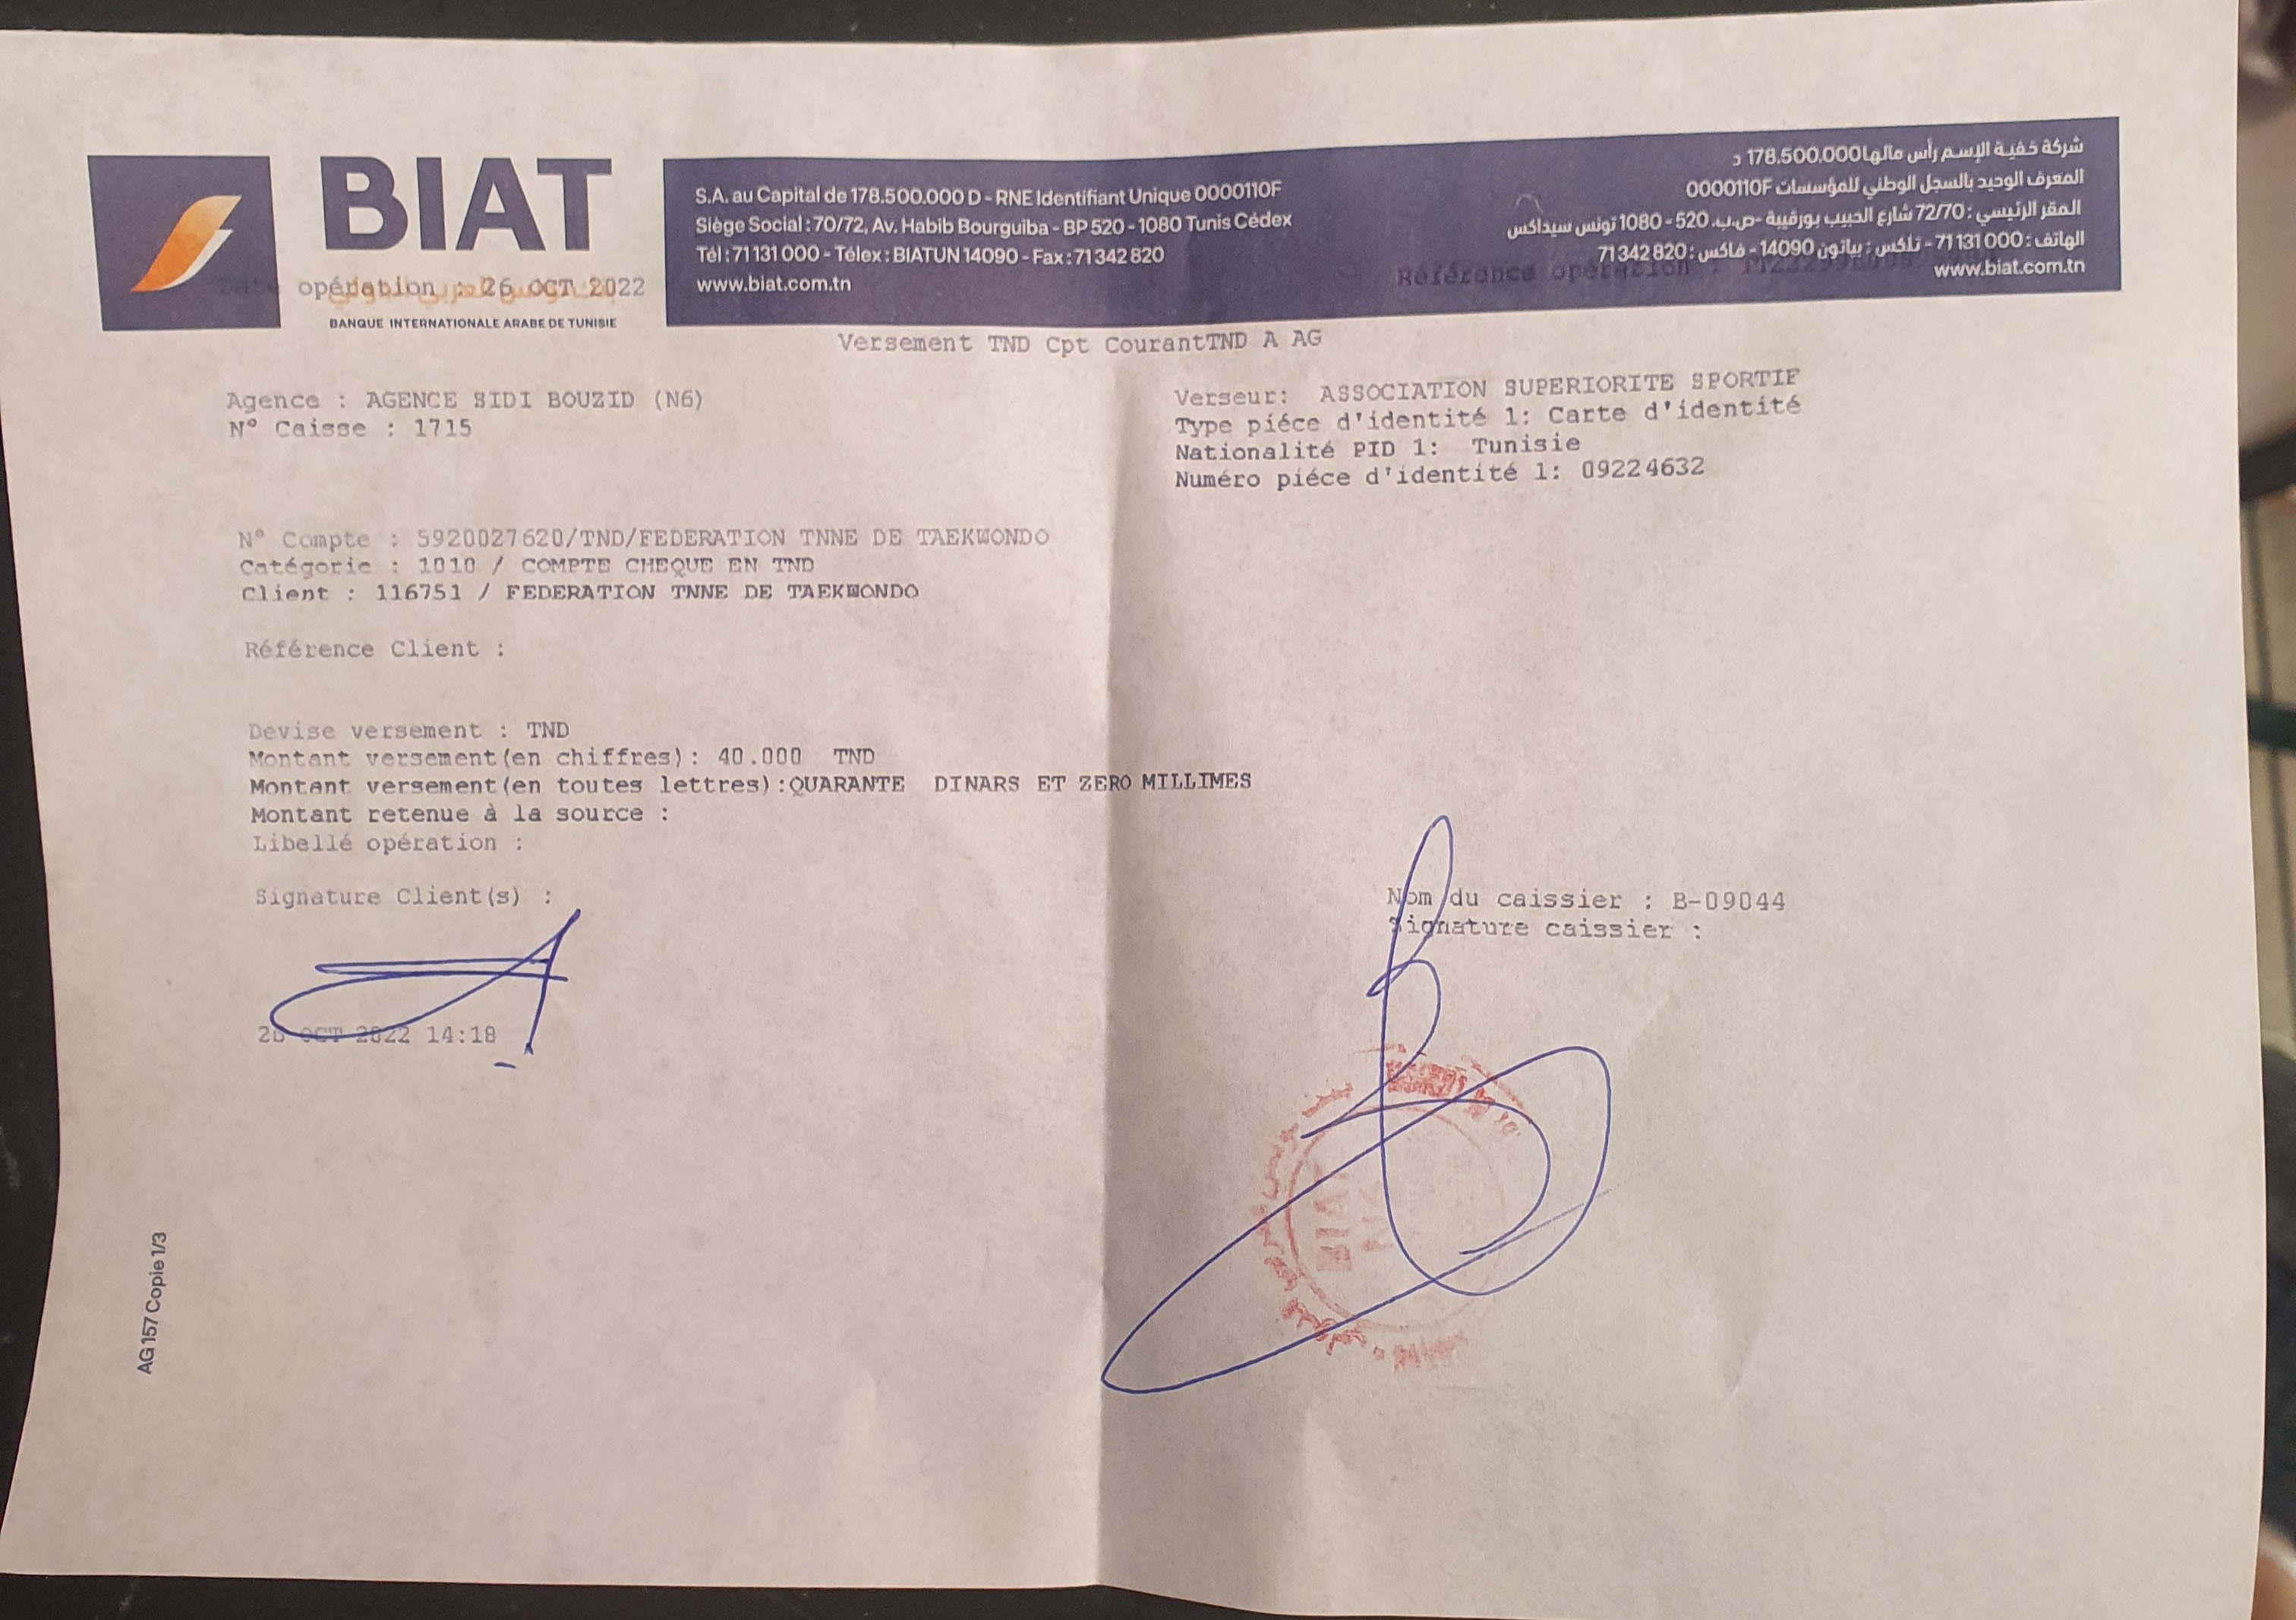 BIAT
opération : 26 OCT 2022
BANQUE INTERNATIONALE ARABE DE TUNISIE
S.A. au Capital de 178.500.000 D - RNE Identifiant Unique 0000110F
Siège Social : 70/72, Av. Habib Bourguiba - BP 520 - 1080 Tunis Cédex
Tél : 71 131 000 - Télex : BIATUN 14090 - Fax : 71 342 820
www.biat.com.tn
شركة خفية الإسم رأس مالها 178.500.000 د
المعرف الوحيد بالسجل الوطني للمؤسسات 0000110F
المقر الرئيسي : 72/70 شارع الحبيب بورقيبة -ص.ب. 520 - 1080 تونس سيداكس
الهاتف : 71 131 000 - تلكس : بياتون 14090 - فاكس : 71 342 820
www.biat.com.tn
Référence opération :
Versement TND Cpt CourantTND A AG
Agence : AGENCE SIDI BOUZID (N6)
N° Caisse : 1715
Verseur: ASSOCIATION SUPERIORITE SPORTIF
Type piéce d'identité 1: Carte d'identité
Nationalité PID 1: Tunisie
Numéro piéce d'identité 1: 09224632
N° Compte : 5920027620/TND/FEDERATION TNNE DE TAEKWONDO
Catégorie : 1010 / COMPTE CHEQUE EN TND
Client : 116751 / FEDERATION TNNE DE TAEKWONDO
Référence Client :
Devise versement : TND
Montant versement(en chiffres): 40.000 TND
Montant versement(en toutes lettres):QUARANTE DINARS ET ZERO MILLIMES
Montant retenue à la source :
Libellé opération :
Signature Client(s) :
Nom du caissier : B-09044
Signature caissier :
26 OCT 2022 14:18
BIAT
AG 157 Copie 1/3